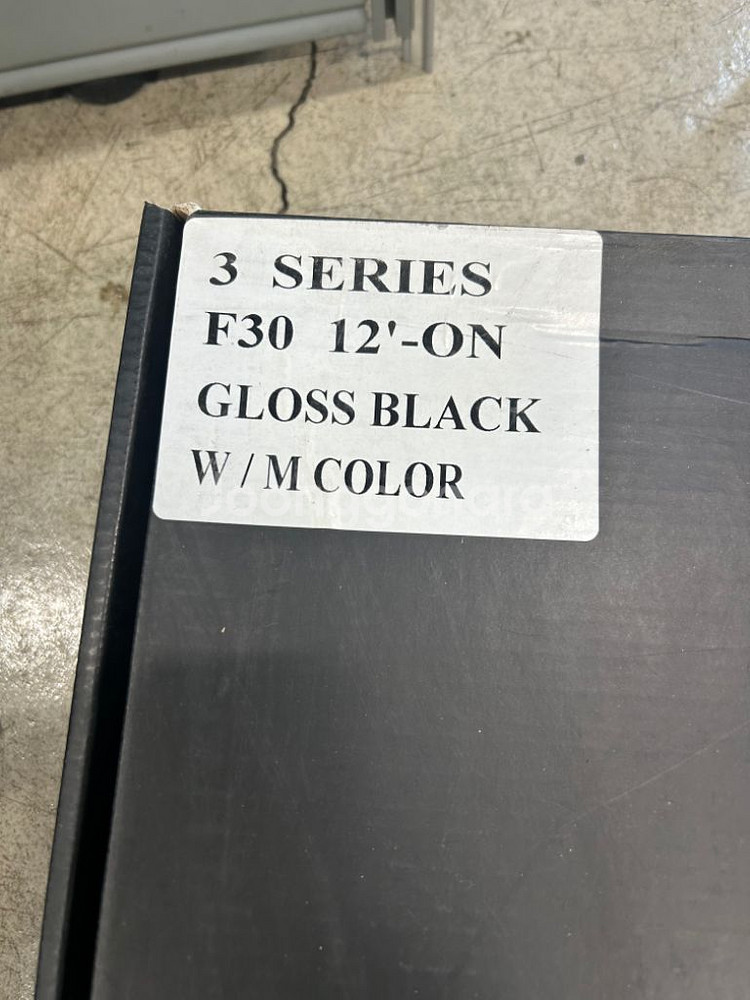 3 SERIES
F30 12'-ON
GLOSS BLACK
W / M COLOR